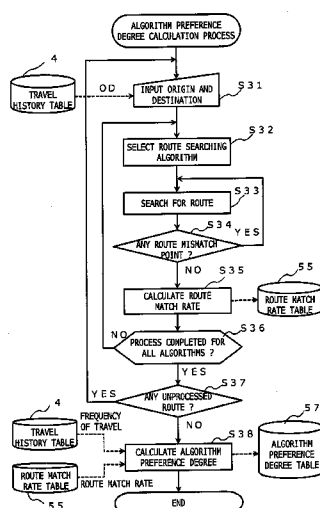 ALGORITHM PREFERENCE
DEGREE CALCULATION PROCESS
4
TRAVEL
HISTORY TABLE
OD
INPUT ORIGIN AND
DESTINATION
S31
S32
SELECT ROUTE SEARCHING
ALGORITHM
S33
SEARCH FOR ROUTE
S34
YES
ANY ROUTE MISMATCH
POINT ?
NO
S35
CALCULATE ROUTE
MATCH RATE
55
ROUTE MATCH
RATE TABLE
S36
NO
PROCESS COMPLETED FOR
ALL ALGORITHMS ?
YES
S37
YES
ANY UNPROCESSED
ROUTE ?
4
FREQUENCY
OF TRAVEL
NO
S38
57
TRAVEL
HISTORY TABLE
CALCULATE ALGORITHM
PREFERENCE DEGREE
ALGORITHM
PREFERENCE
DEGREE TABLE
ROUTE MATCH
RATE TABLE
ROUTE MATCH RATE
55
END